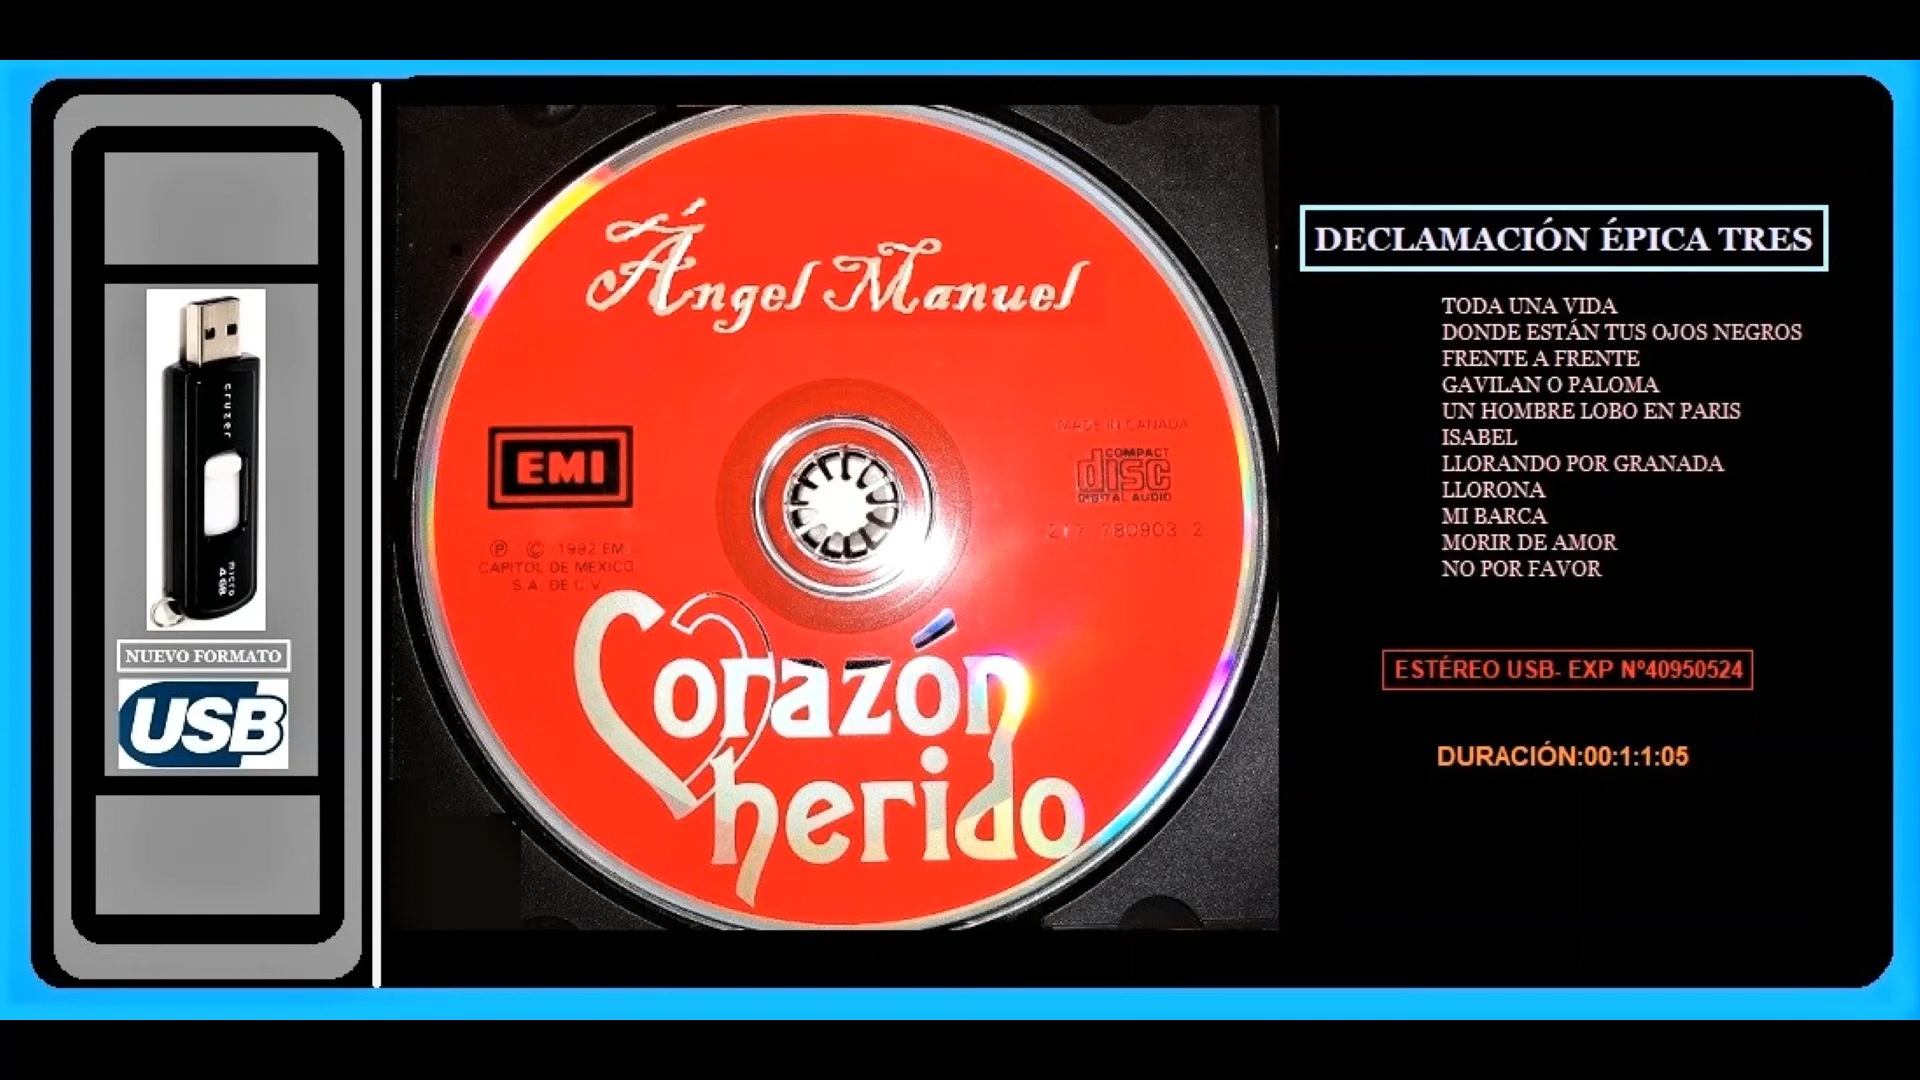 cruzer
micro
4GB
NUEVO FORMATO
USB
Ángel Manuel
EMI
MADE IN CANADA
COMPACT
disc
DIGITAL AUDIO
217 780903 2
Ⓟ © 1992 EMI
CAPITOL DE MEXICO
S.A. DE C.V.
Corazón
herido
DECLAMACIÓN ÉPICA TRES
TODA UNA VIDA
DONDE ESTÁN TUS OJOS NEGROS
FRENTE A FRENTE
GAVILAN O PALOMA
UN HOMBRE LOBO EN PARIS
ISABEL
LLORANDO POR GRANADA
LLORONA
MI BARCA
MORIR DE AMOR
NO POR FAVOR
ESTÉREO USB- EXP Nº40950524
DURACIÓN:00:1:1:05